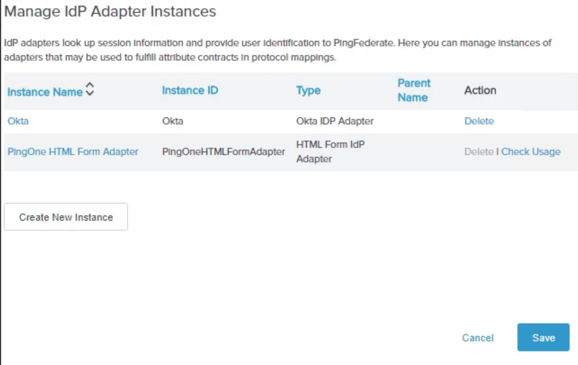 Manage IdP Adapter Instances
IdP adapters look up session information and provide user identification to PingFederate. Here you can manage instances of
adapters that may be used to fulfill attribute contracts in protocol mappings.
Instance Name Instance ID Type Parent Name Action
Okta Okta Okta IDP Adapter Delete
PingOne HTML Form Adapter PingOneHTMLFormAdapter HTML Form IdP Adapter Delete | Check Usage
Create New Instance
Cancel Save